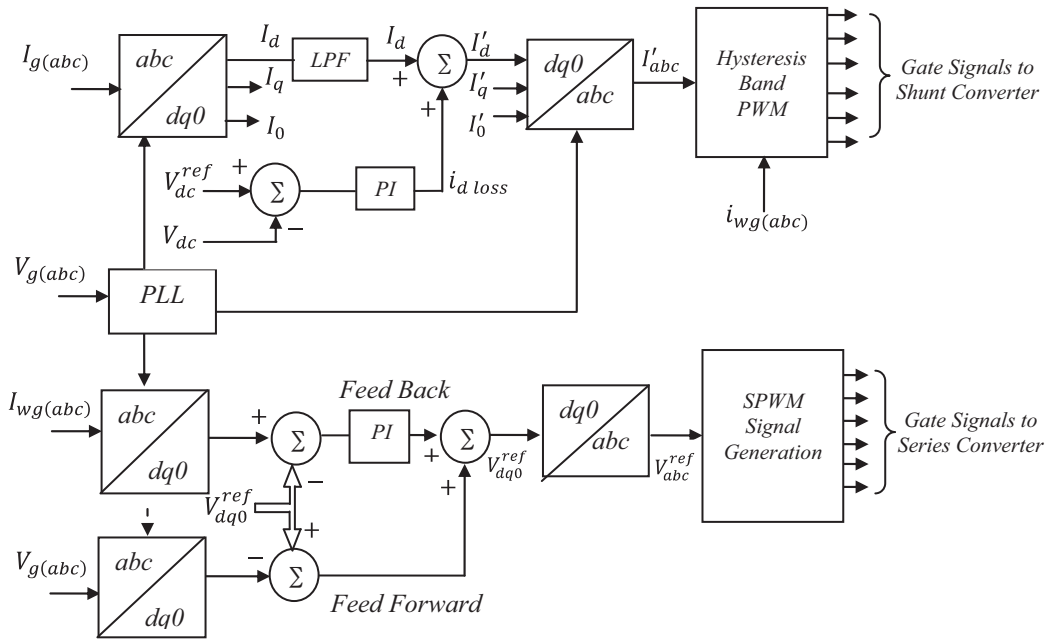 I_{g(abc)}
abc
dq0
I_d
I_q
I_0
LPF
I_d
+
Σ
+
I'_d
I'_q
I'_0
dq0
abc
I'_{abc}
Hysteresis
Band
PWM
Gate Signals to
Shunt Converter
i_{wg(abc)}
V_{dc}^{ref}
+
Σ
−
V_{dc}
PI
i_{d loss}
V_{g(abc)}
PLL
I_{wg(abc)}
abc
dq0
+
Σ
−
Feed Back
PI
+
Σ
+
V_{dq0}^{ref}
dq0
abc
V_{abc}^{ref}
SPWM
Signal
Generation
Gate Signals to
Series Converter
V_{dq0}^{ref}
V_{g(abc)}
abc
dq0
−
+
Σ
Feed Forward